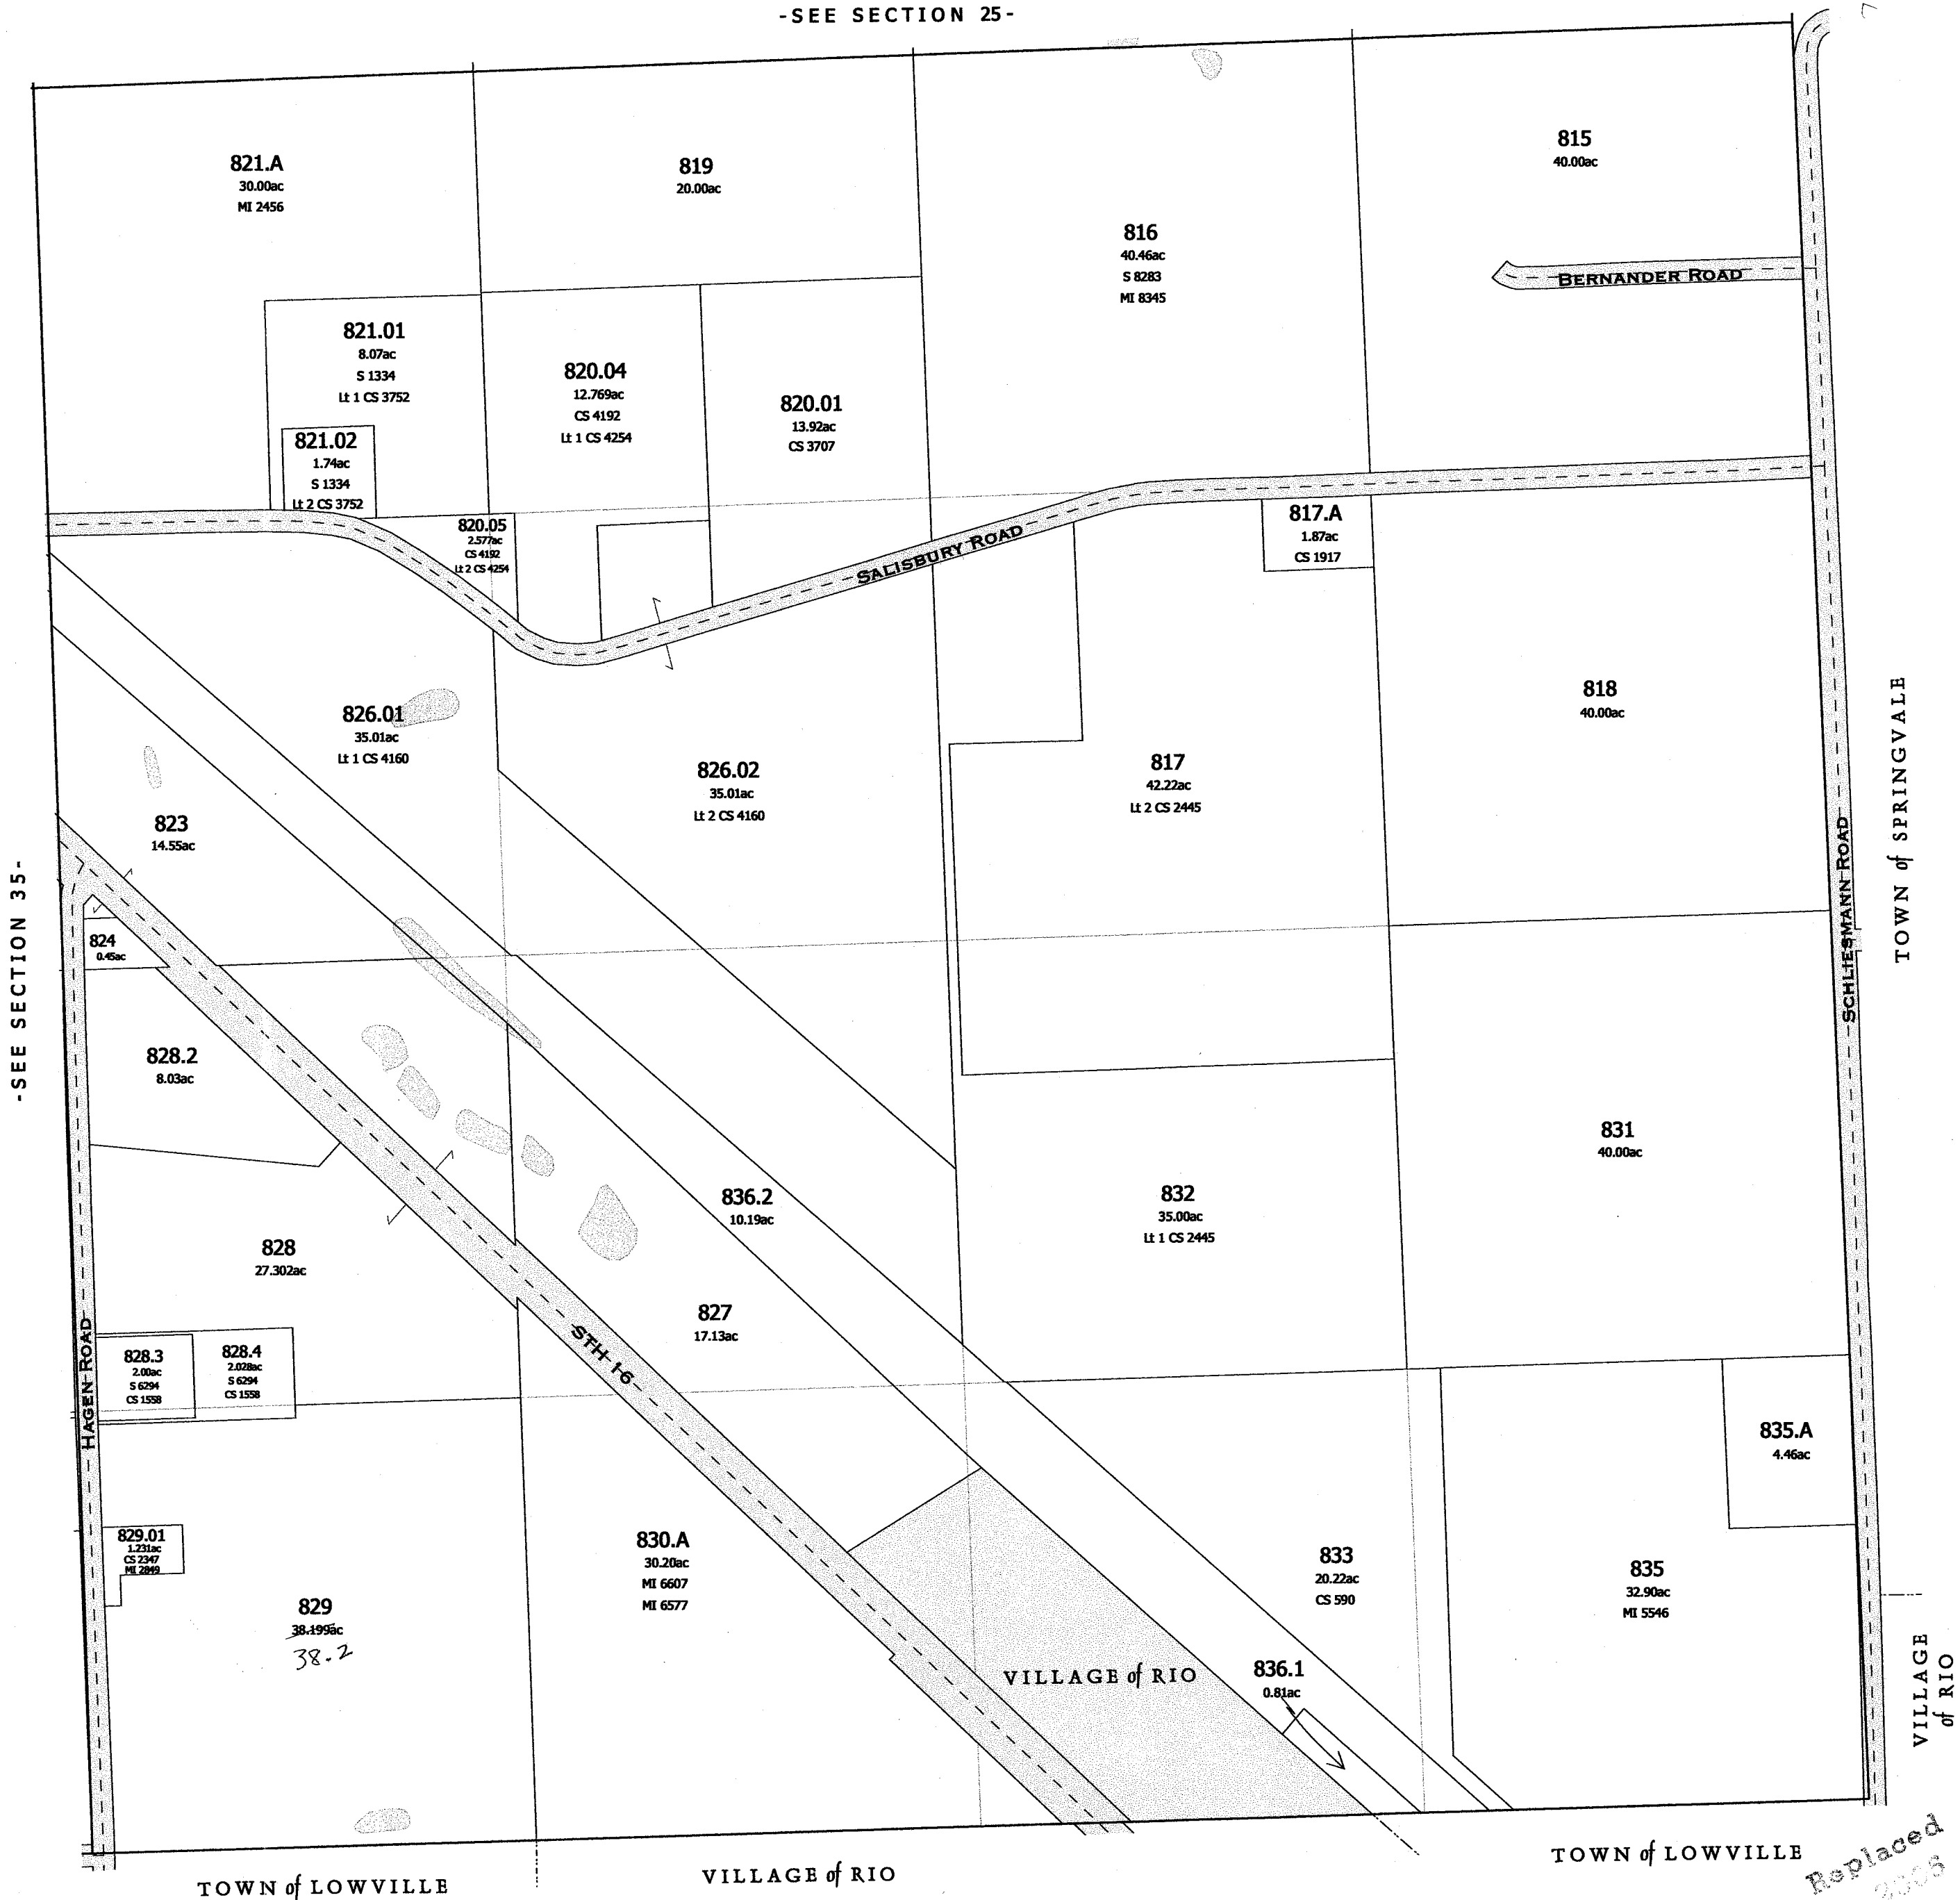 -SEE SECTION 25-
821.A
30.00ac
MI 2456
819
20.00ac
816
40.46ac
S 8283
MI 8345
815
40.00ac
BERNANDER ROAD
821.01
8.07ac
S 1334
Lt 1 CS 3752
821.02
1.74ac
S 1334
Lt 2 CS 3752
820.04
12.769ac
CS 4192
Lt 1 CS 4254
820.01
13.92ac
CS 3707
820.05
2.577ac
CS 4192
Lt 2 CS 4254
SALISBURY ROAD
817.A
1.87ac
CS 1917
826.01
35.01ac
Lt 1 CS 4160
826.02
35.01ac
Lt 2 CS 4160
817
42.22ac
Lt 2 CS 2445
818
40.00ac
TOWN of SPRINGVALE
SCHLIESMANN ROAD
-SEE SECTION 35-
823
14.55ac
824
0.45ac
828.2
8.03ac
828
27.302ac
836.2
10.19ac
832
35.00ac
Lt 1 CS 2445
831
40.00ac
827
17.13ac
STH 16
HAGEN ROAD
828.3
2.00ac
S 6294
CS 1558
828.4
2.028ac
S 6294
CS 1558
835.A
4.46ac
829.01
1.231ac
CS 2347
MI 2849
829
38.199ac
38.2
830.A
30.20ac
MI 6607
MI 6577
833
20.22ac
CS 590
835
32.90ac
MI 5546
VILLAGE of RIO
836.1
0.81ac
VILLAGE
of RIO
TOWN of LOWVILLE
VILLAGE of RIO
TOWN of LOWVILLE
Replaced